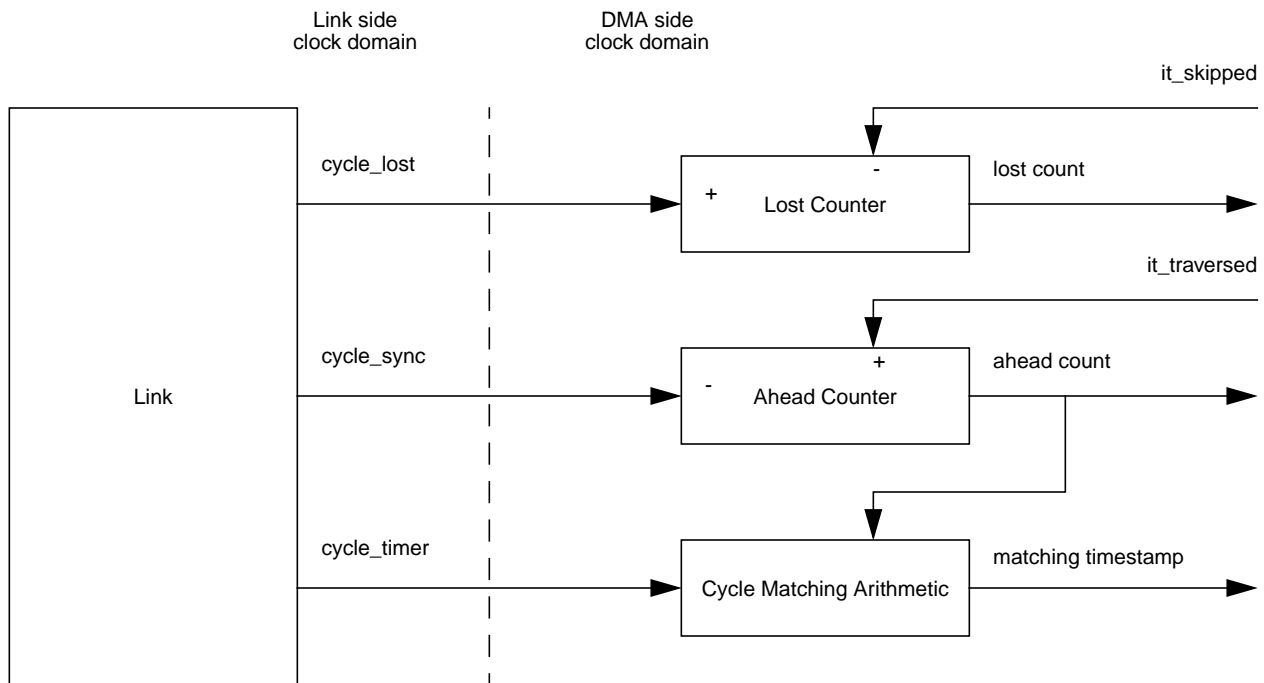 Link side
clock domain
DMA side
clock domain
it_skipped
cycle_lost
-
lost count
+
Lost Counter
it_traversed
cycle_sync
+
ahead count
Link
-
Ahead Counter
cycle_timer
matching timestamp
Cycle Matching Arithmetic